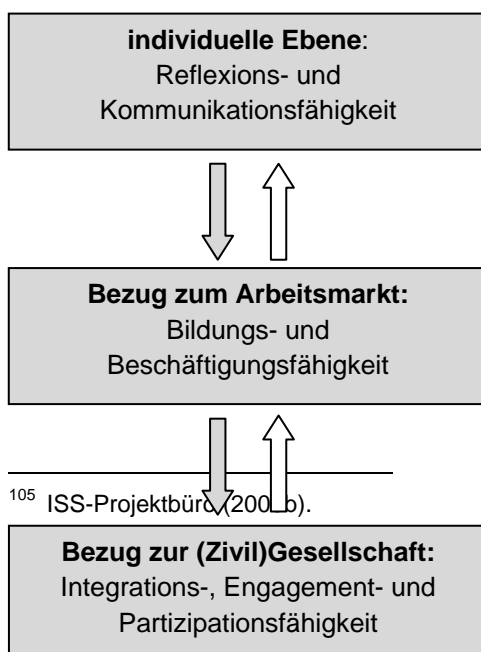 individuelle Ebene:
Reflexions- und
Kommunikationsfähigkeit
Bezug zum Arbeitsmarkt:
Bildungs- und
Beschäftigungsfähigkeit
105 ISS-Projektbüro
Bezug zur (Zivil)Gesellschaft:
Integrations-, Engagement- und
Partizipationsfähigkeit